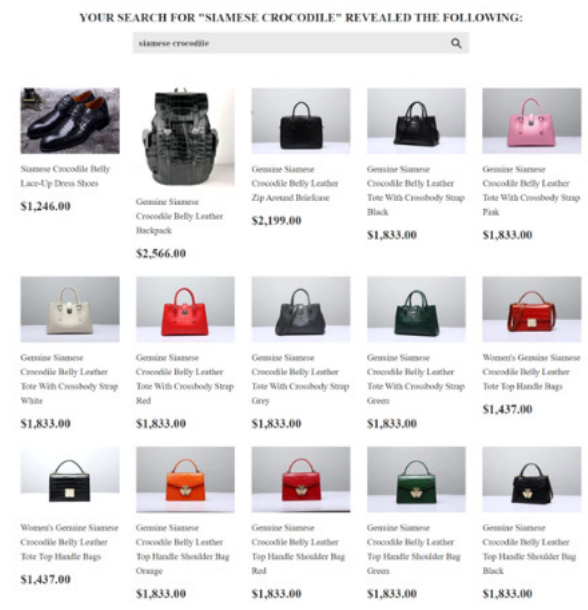 YOUR SEARCH FOR "SIAMESE CROCODILE" REVEALED THE FOLLOWING:
siamese crocodile
Siamese Crocodile Belly
Lace-Up Dress Shoes
$1,246.00
Genuine Siamese
Crocodile Belly Leather
Backpack
$2,566.00
Genuine Siamese
Crocodile Belly Leather
Zip Around Briefcase
$2,199.00
Genuine Siamese
Crocodile Belly Leather
Tote With Crossbody Strap
Black
$1,833.00
Genuine Siamese
Crocodile Belly Leather
Tote With Crossbody Strap
Pink
$1,833.00
Genuine Siamese
Crocodile Belly Leather
Tote With Crossbody Strap
White
$1,833.00
Genuine Siamese
Crocodile Belly Leather
Tote With Crossbody Strap
Red
$1,833.00
Genuine Siamese
Crocodile Belly Leather
Tote With Crossbody Strap
Grey
$1,833.00
Genuine Siamese
Crocodile Belly Leather
Tote With Crossbody Strap
Green
$1,833.00
Women's Genuine Siamese
Crocodile Belly Leather
Tote Top Handle Bags
$1,437.00
Women's Genuine Siamese
Crocodile Belly Leather
Tote Top Handle Bags
$1,437.00
Genuine Siamese
Crocodile Belly Leather
Top Handle Shoulder Bag
Orange
$1,833.00
Genuine Siamese
Crocodile Belly Leather
Top Handle Shoulder Bag
Red
$1,833.00
Genuine Siamese
Crocodile Belly Leather
Top Handle Shoulder Bag
Green
$1,833.00
Genuine Siamese
Crocodile Belly Leather
Top Handle Shoulder Bag
Black
$1,833.00